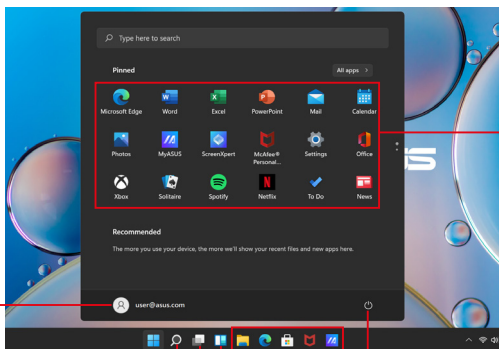 Type here to search
Pinned
All apps >
Microsoft Edge
Word
Excel
PowerPoint
Mail
Calendar
Photos
MyASUS
ScreenXpert
McAfee®
Personal...
Settings
Office
Xbox
Solitaire
Spotify
Netflix
To Do
News
Recommended
The more you use your device, the more we'll show your recent files and new apps here.
user@asus.com